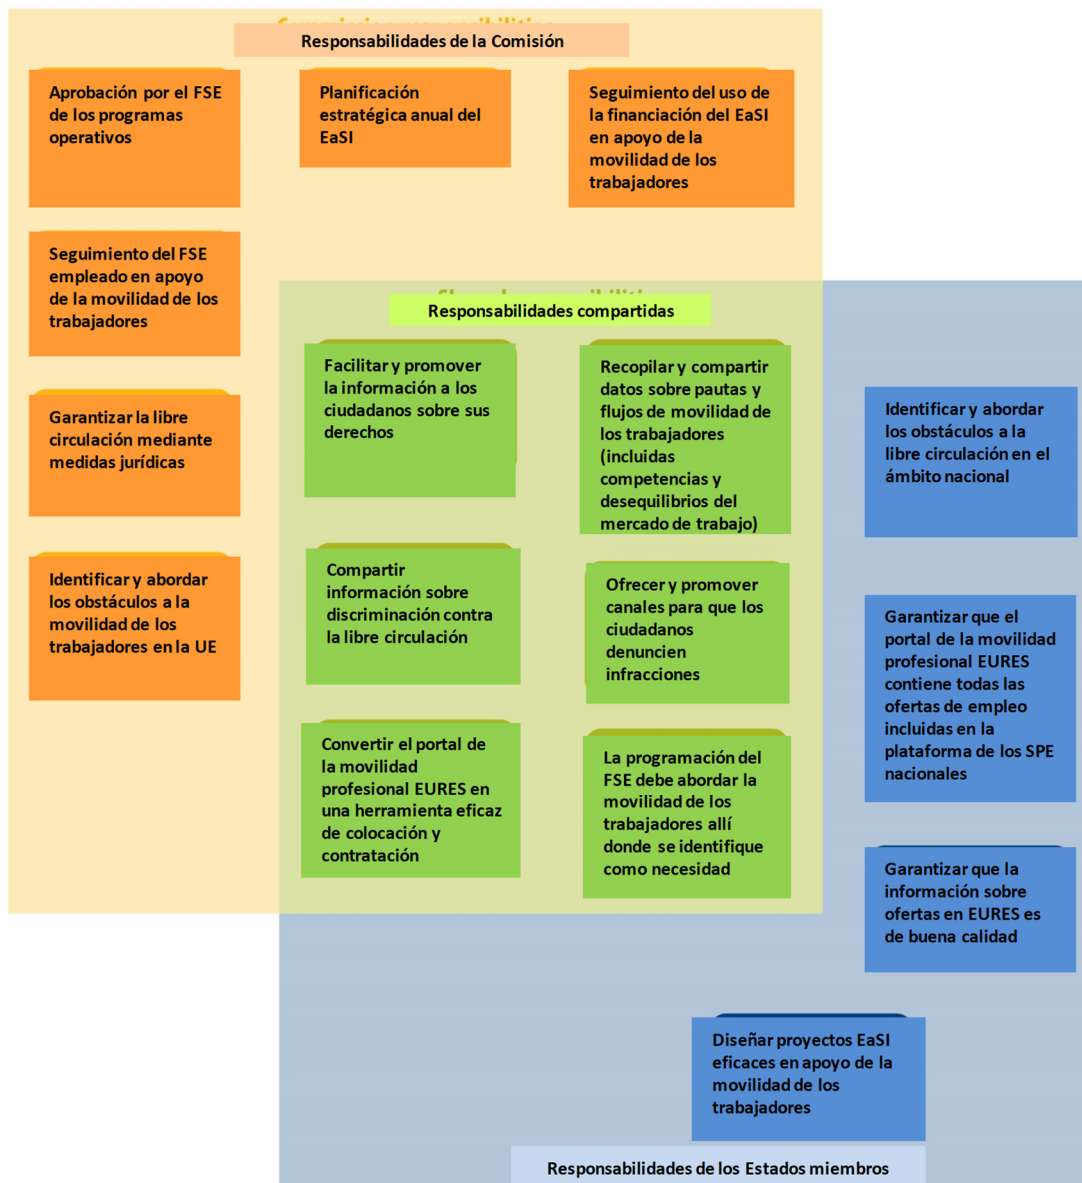 Responsabilidades de la Comisión
Aprobación por el FSE
de los programas
operativos
Planificación
estratégica anual del
EaSI
Seguimiento del uso de
la financiación del EaSI
en apoyo de la
movilidad de los
trabajadores
Seguimiento del FSE
empleado en apoyo
de la movilidad de los
trabajadores
Garantizar la libre
circulación mediante
medidas jurídicas
Identificar y abordar
los obstáculos a la
movilidad de los
trabajadores en la UE
Responsabilidades compartidas
Facilitar y promover
la información a los
ciudadanos sobre sus
derechos
Recopilar y compartir
datos sobre pautas y
flujos de movilidad de
los trabajadores
(incluidas
competencias y
desequilibrios del
mercado de trabajo)
Compartir
información sobre
discriminación contra
la libre circulación
Ofrecer y promover
canales para que los
ciudadanos
denuncien
infracciones
Convertir el portal de
la movilidad
profesional EURES en
una herramienta eficaz
de colocación y
contratación
La programación del
FSE debe abordar la
movilidad de los
trabajadores allí
donde se identifique
como necesidad
Identificar y abordar
los obstáculos a la
libre circulación en el
ámbito nacional
Garantizar que el
portal de la movilidad
profesional EURES
contiene todas las
ofertas de empleo
incluidas en la
plataforma de los SPE
nacionales
Garantizar que la
información sobre
ofertas en EURES es
de buena calidad
Diseñar proyectos EaSI
eficaces en apoyo de la
movilidad de los
trabajadores
Responsabilidades de los Estados miembros